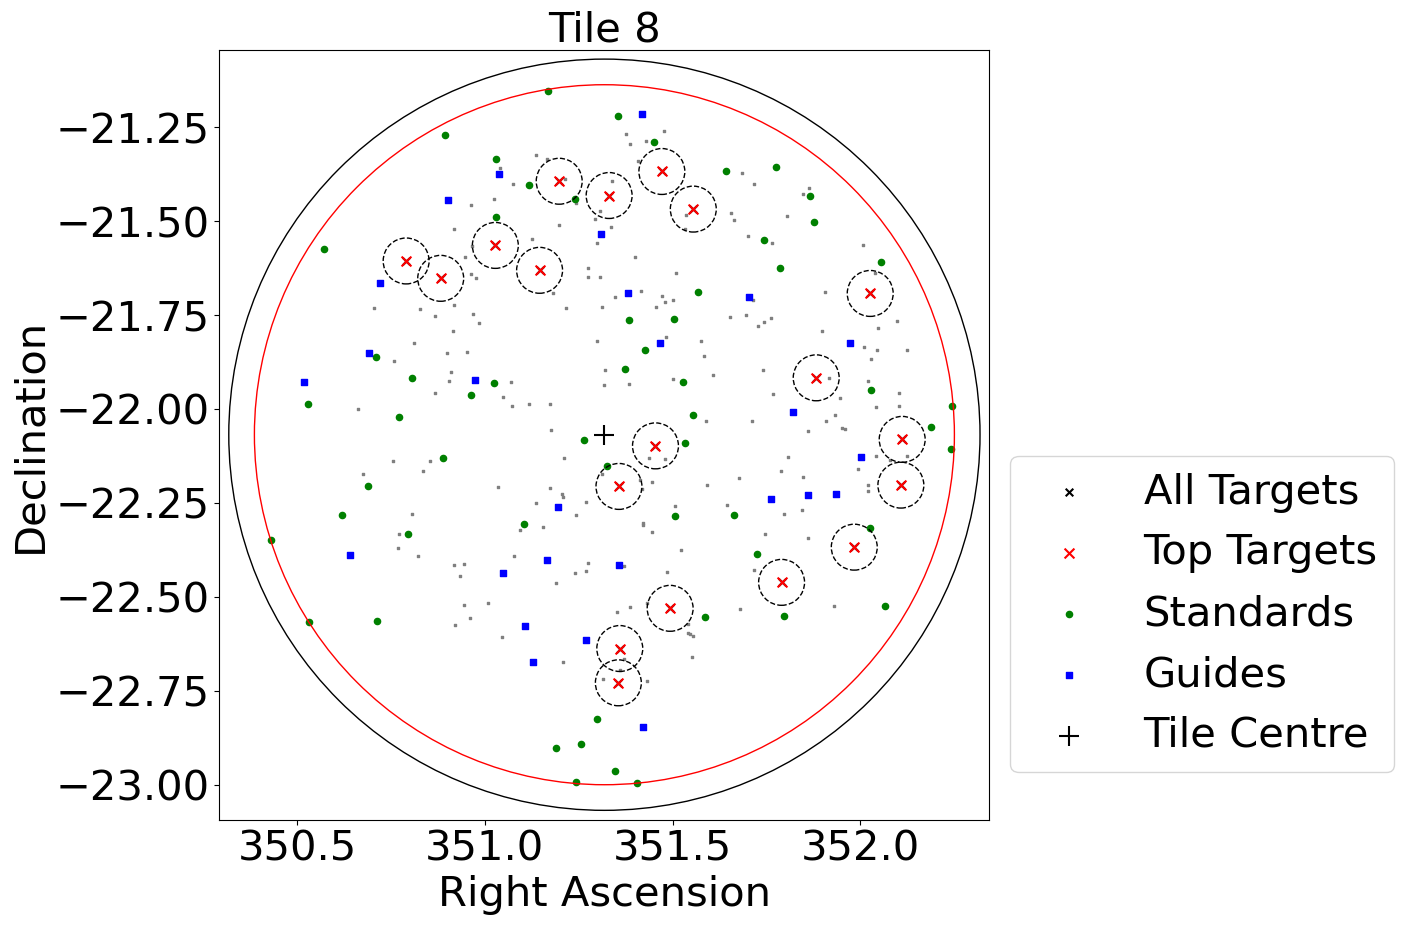 Tile 8
Declination
−21.25
−21.50
−21.75
−22.00
−22.25
−22.50
−22.75
−23.00
350.5
351.0
351.5
352.0
Right Ascension
All Targets
Top Targets
Standards
Guides
Tile Centre